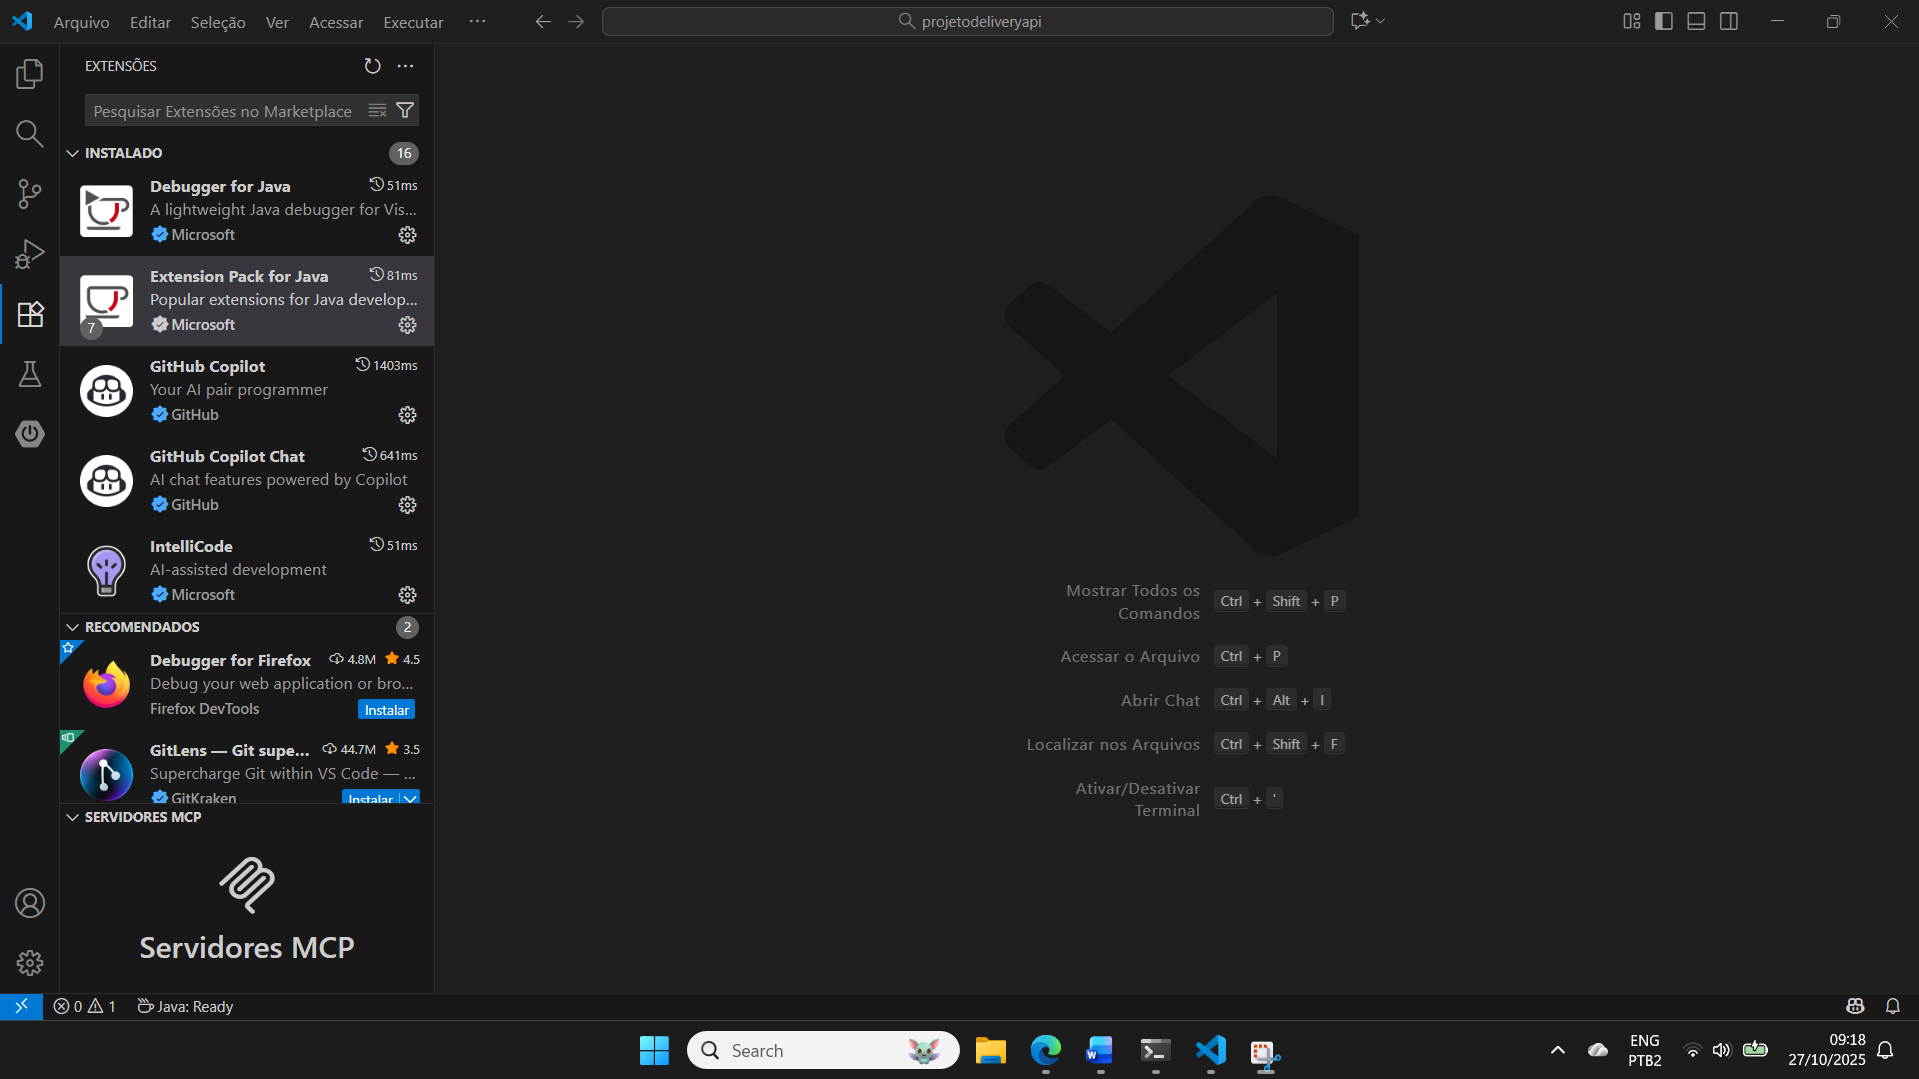 Arquivo Editar Seleção Ver Acessar Executar ···
projetodeliveryapi
EXTENSÕES
Pesquisar Extensões no Marketplace
INSTALADO 16
Debugger for Java 51ms
A lightweight Java debugger for Vis...
Microsoft
Extension Pack for Java 81ms
Popular extensions for Java develop...
7 Microsoft
GitHub Copilot 1403ms
Your AI pair programmer
GitHub
GitHub Copilot Chat 641ms
AI chat features powered by Copilot
GitHub
IntelliCode 51ms
AI-assisted development
Microsoft
RECOMENDADOS 2
Debugger for Firefox 4.8M 4.5
Debug your web application or bro...
Firefox DevTools Instalar
GitLens — Git supe... 44.7M 3.5
Supercharge Git within VS Code — ...
GitKraken Instalar
SERVIDORES MCP
Servidores MCP
Mostrar Todos os
Comandos Ctrl + Shift + P
Acessar o Arquivo Ctrl + P
Abrir Chat Ctrl + Alt + I
Localizar nos Arquivos Ctrl + Shift + F
Ativar/Desativar
Terminal Ctrl + '
0 1 Java: Ready
Search
ENG
PTB2
09:18
27/10/2025